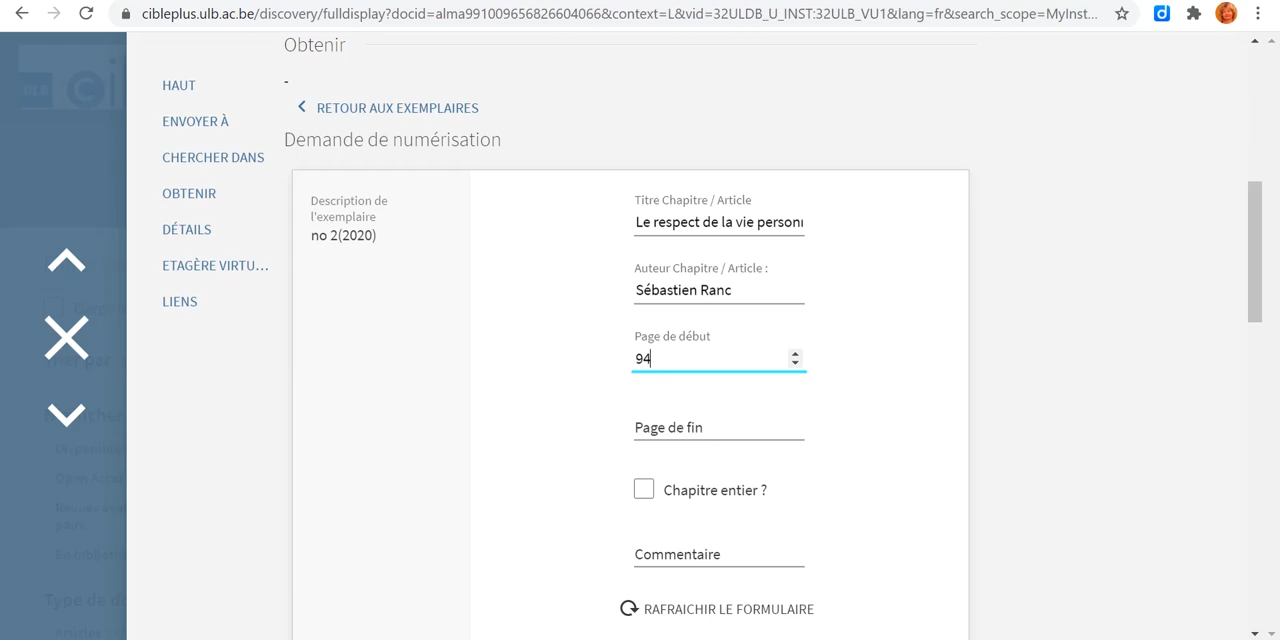 cibleplus.ulb.ac.be/discovery/fulldisplay?docid=alma991009656826604066&context=L&vid=32ULDB_U_INST:32ULB_VU1&lang=fr&search_scope=MyInst...
Obtenir
-
HAUT
ENVOYER À
CHERCHER DANS
OBTENIR
DÉTAILS
ETAGÈRE VIRTU...
LIENS
RETOUR AUX EXEMPLAIRES
Demande de numérisation
Description de
l'exemplaire
no 2(2020)
Titre Chapitre / Article
Le respect de la vie person
Auteur Chapitre / Article :
Sébastien Ranc
Page de début
94
Page de fin
Chapitre entier ?
Commentaire
RAFRAICHIR LE FORMULAIRE